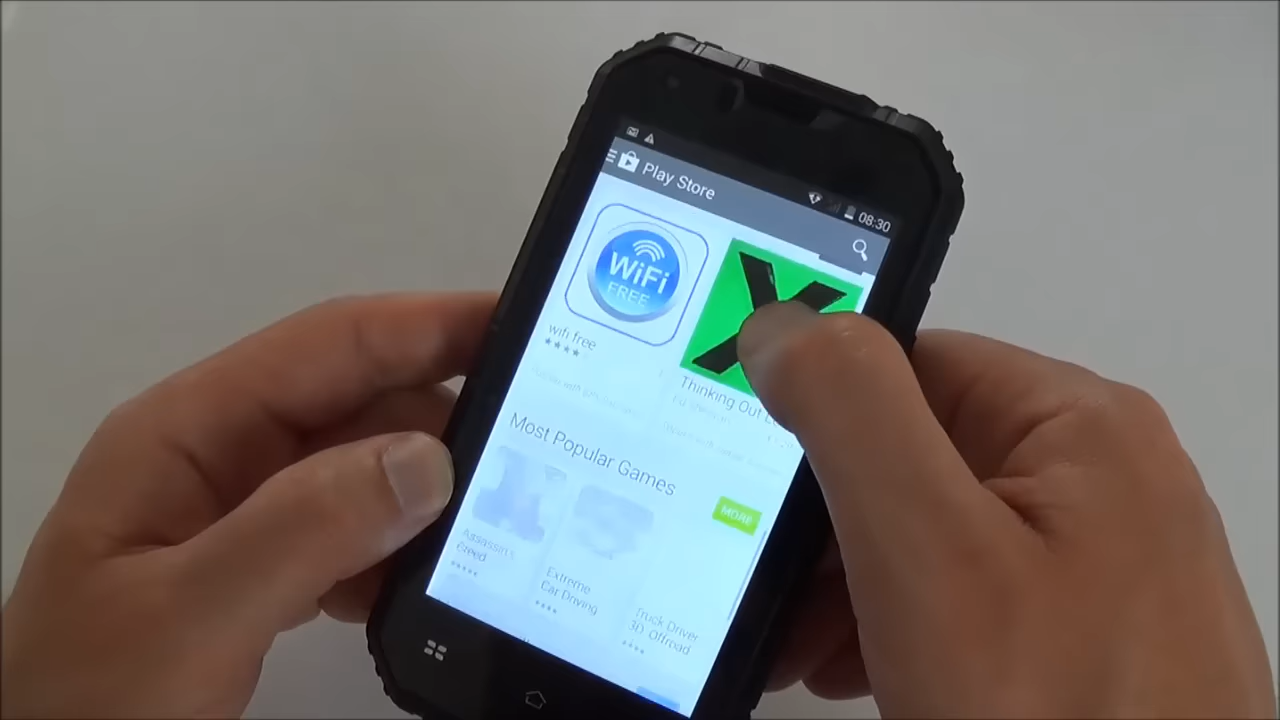 08:30
Play Store
WiFi
FREE
X
wifi free
Thinking Out
Most Popular Games
MORE
Assassin's
Creed
Extreme
Car Driving
Truck Driver
3D: Offroad